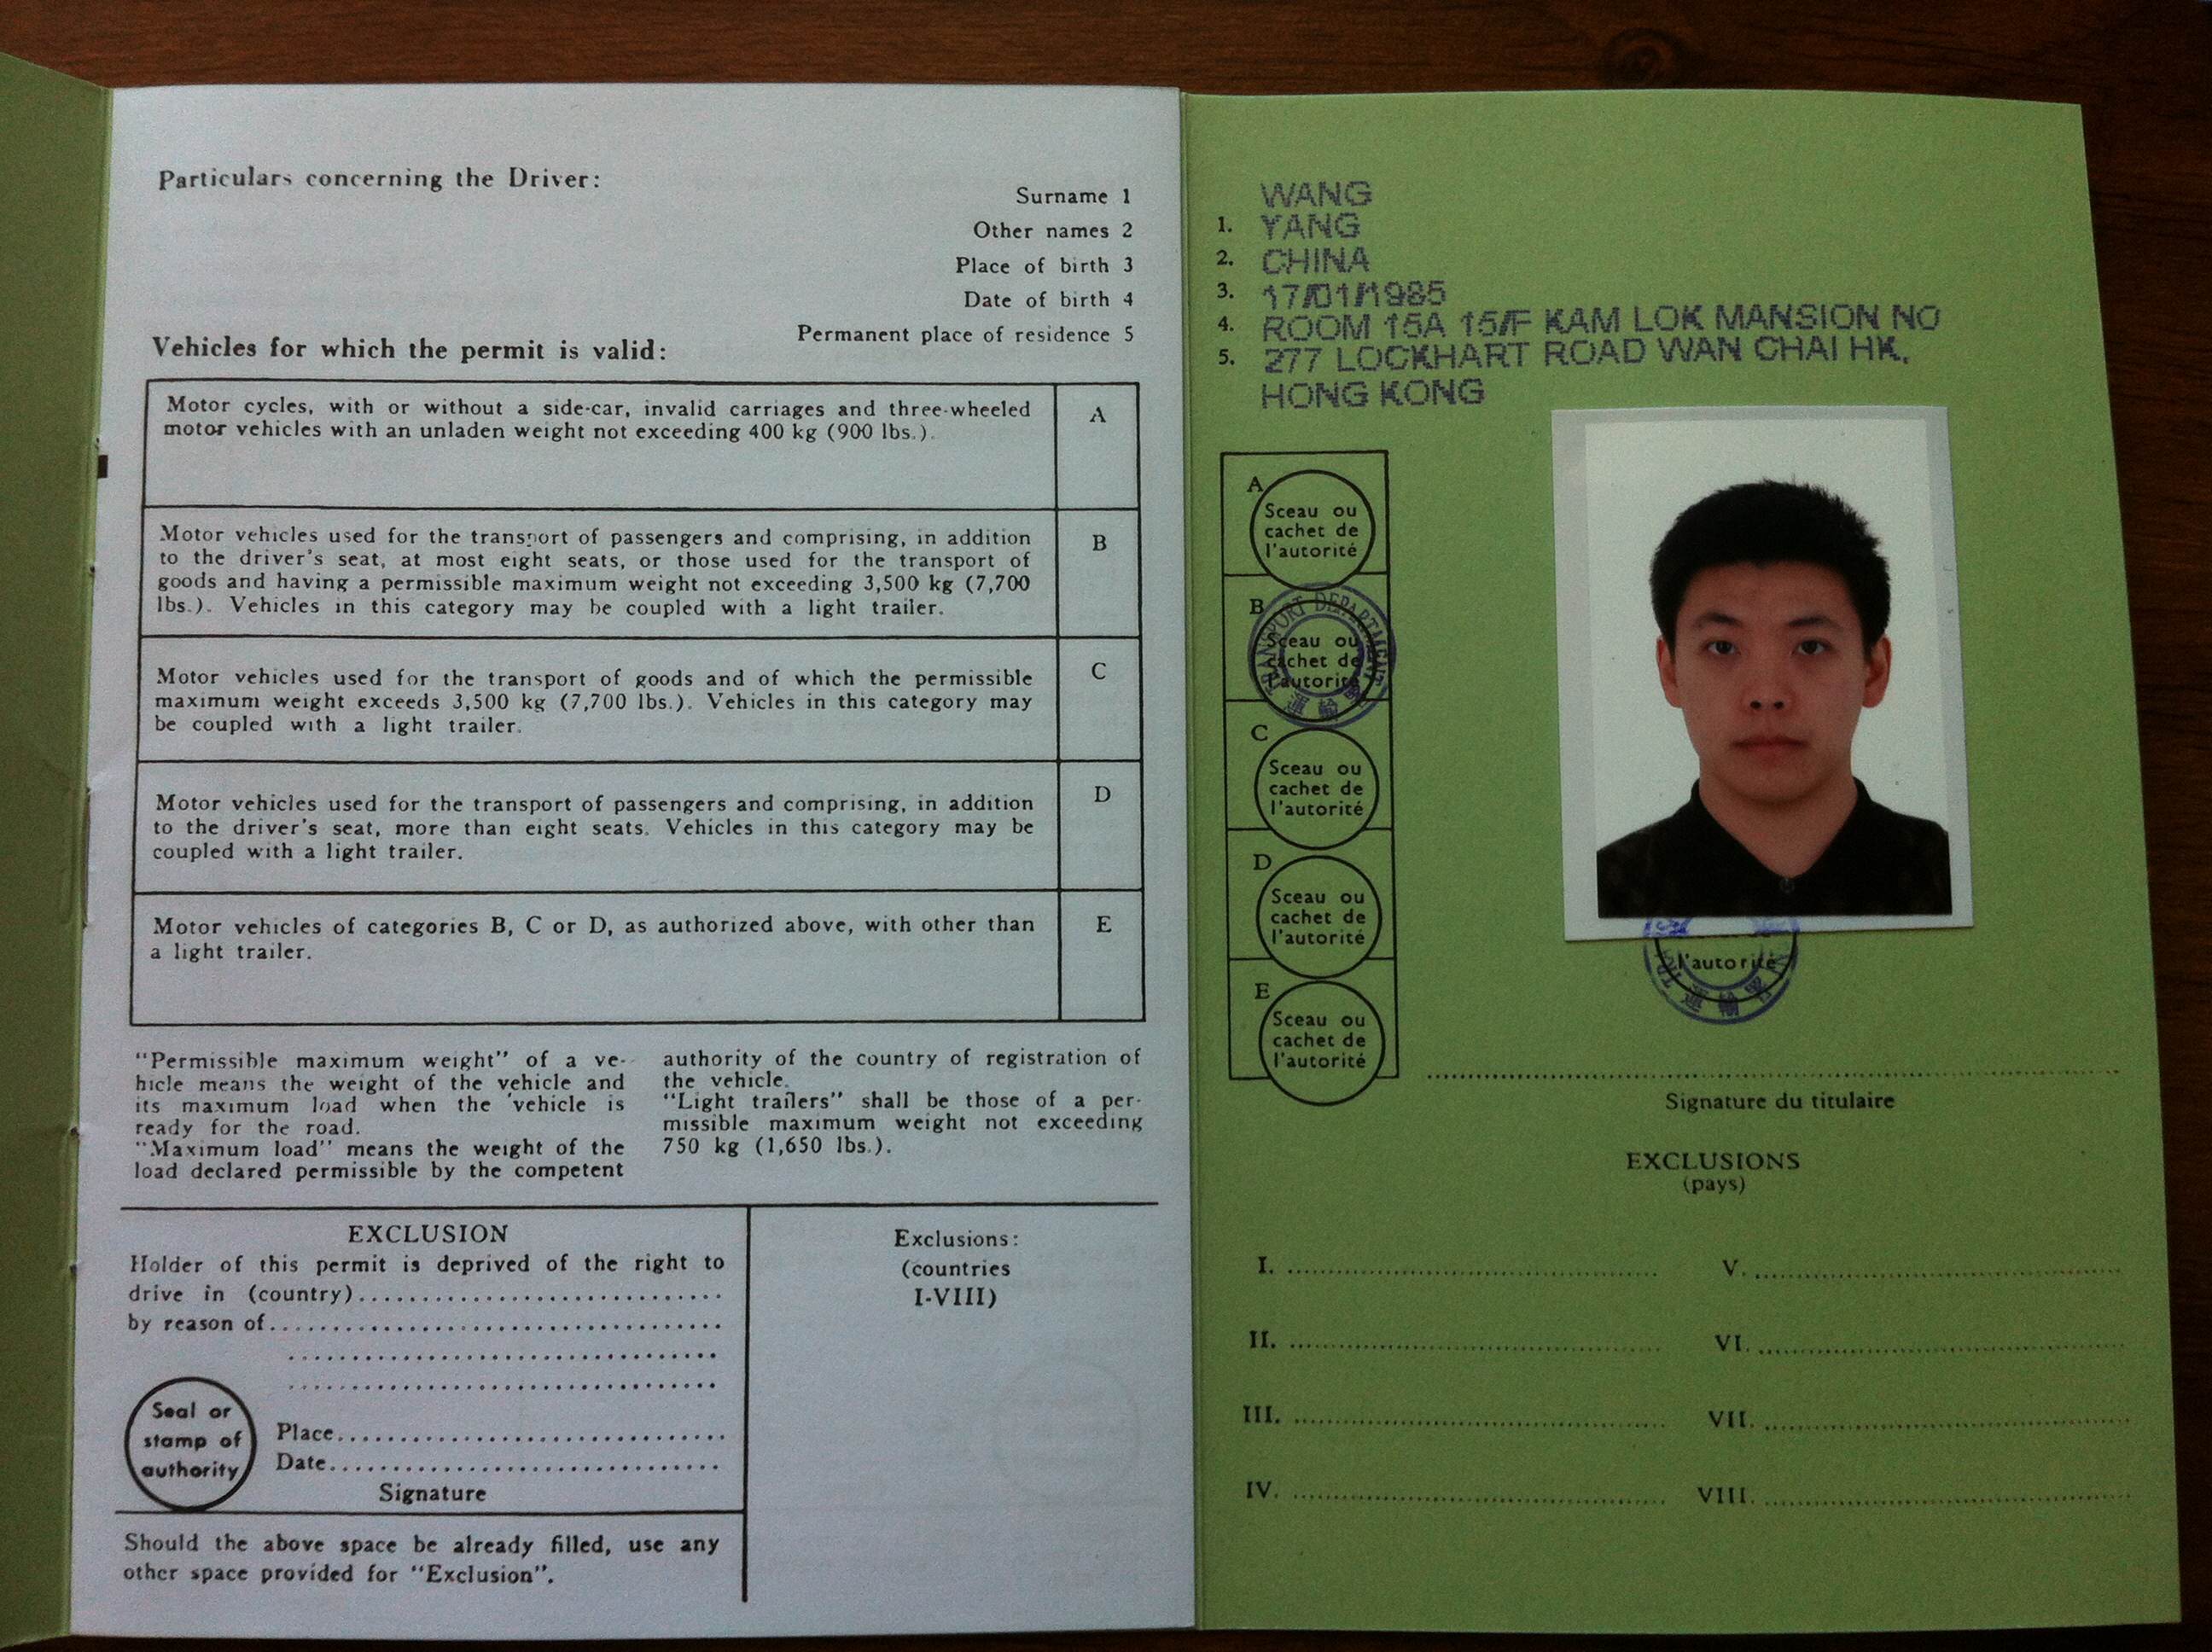 Particulars concerning the Driver:
Surname 1
Other names 2
Place of birth 3
Date of birth 4
Permanent place of residence 5
Vehicles for which the permit is valid:
Motor cycles, with or without a side-car, invalid carriages and three-wheeled
motor vehicles with an unladen weight not exceeding 400 kg (900 lbs.).
A
Motor vehicles used for the transport of passengers and comprising, in addition
to the driver's seat, at most eight seats, or those used for the transport of
goods and having a permissible maximum weight not exceeding 3,500 kg (7,700
lbs.). Vehicles in this category may be coupled with a light trailer.
B
Motor vehicles used for the transport of goods and of which the permissible
maximum weight exceeds 3,500 kg (7,700 lbs.). Vehicles in this category may
be coupled with a light trailer.
C
Motor vehicles used for the transport of passengers and comprising, in addition
to the driver's seat, more than eight seats. Vehicles in this category may be
coupled with a light trailer.
D
Motor vehicles of categories B, C or D, as authorized above, with other than
a light trailer.
E
"Permissible maximum weight" of a ve-
hicle means the weight of the vehicle and
its maximum load when the vehicle is
ready for the road.
"Maximum load" means the weight of the
load declared permissible by the competent
authority of the country of registration of
the vehicle.
"Light trailers" shall be those of a per-
missible maximum weight not exceeding
750 kg (1,650 lbs.).
EXCLUSION
Holder of this permit is deprived of the right to
drive in (country)
by reason of
Seal or
stamp of
authority
Place
Date
Signature
Should the above space be already filled, use any
other space provided for "Exclusion".
Exclusions:
(countries
I-VIII)
1. WANG
2. YANG
3. CHINA
4. 17/01/1985
5. ROOM 15A 15/F KAM LOK MANSION NO
277 LOCKHART ROAD WAN CHAI HK.
HONG KONG
A
Sceau ou
cachet de
l'autorité
B
Sceau ou
cachet de
l'autorité
TRANSPORT DEPARTMENT
C
Sceau ou
cachet de
l'autorité
D
Sceau ou
cachet de
l'autorité
E
Sceau ou
cachet de
l'autorité
l'autorité
Signature du titulaire
EXCLUSIONS
(pays)
I.
II.
III.
IV.
V.
VI.
VII.
VIII.